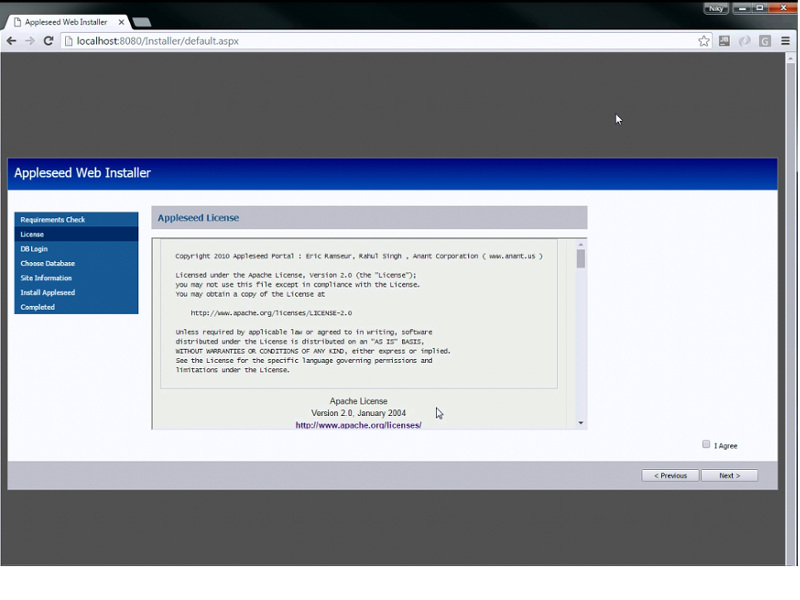 Appleseed Web Installer
localhost:8080/Installer/default.aspx
Appleseed Web Installer
Requirements Check
License
DB Login
Choose Database
Site Information
Install Appleseed
Completed
Appleseed License
Copyright 2010 Appleseed Portal : Eric Ramseur, Rahul Singh , Anant Corporation ( www.anant.us )
Licensed under the Apache License, Version 2.0 (the "License");
you may not use this file except in compliance with the License.
You may obtain a copy of the License at
http://www.apache.org/licenses/LICENSE-2.0
Unless required by applicable law or agreed to in writing, software
distributed under the License is distributed on an "AS IS" BASIS,
WITHOUT WARRANTIES OR CONDITIONS OF ANY KIND, either express or implied.
See the License for the specific language governing permissions and
limitations under the License.
Apache License
Version 2.0, January 2004
http://www.apache.org/licenses/
I Agree
< Previous
Next >